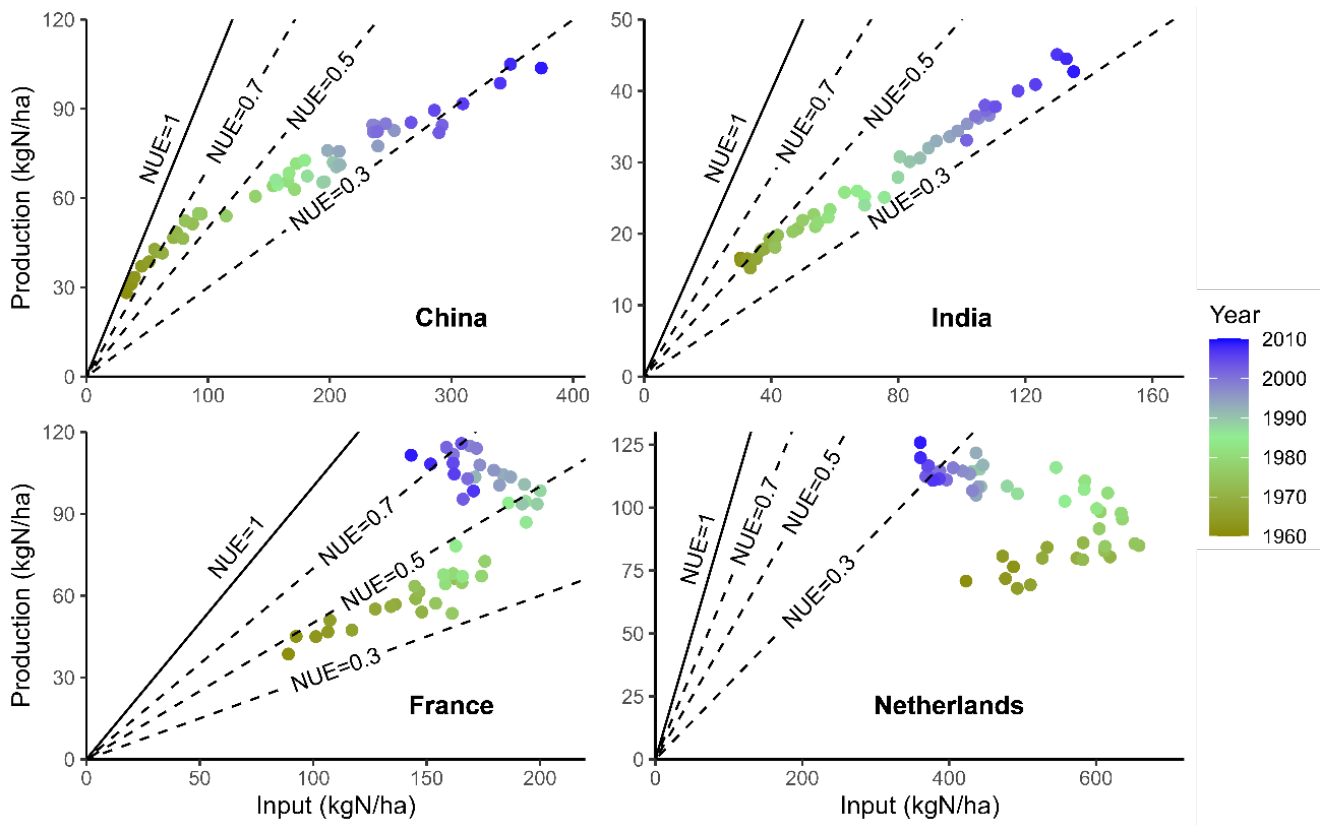 120
90
60
30
0
Production (kgN/ha)
NUE=1
NUE=0.7
NUE=0.5
NUE=0.3
China
0
100
200
300
400
50
40
30
20
10
0
NUE=1
NUE=0.7
NUE=0.5
NUE=0.3
India
0
40
80
120
160
Year
2010
2000
1990
1980
1970
1960
120
90
60
30
0
Production (kgN/ha)
NUE=1
NUE=0.7
NUE=0.5
NUE=0.3
France
0
50
100
150
200
Input (kgN/ha)
125
100
75
50
25
0
NUE=1
NUE=0.7
NUE=0.5
NUE=0.3
Netherlands
0
200
400
600
Input (kgN/ha)